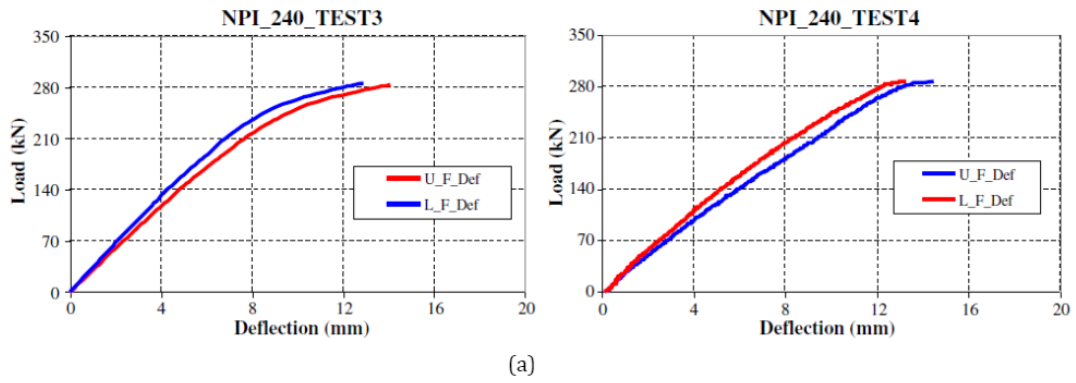 NPI_240_TEST3
350
280
210
140
70
0
Load (kN)
U_F_Def
L_F_Def
0 4 8 12 16 20
Deflection (mm)
NPI_240_TEST4
350
280
210
140
70
0
Load (kN)
U_F_Def
L_F_Def
0 4 8 12 16 20
Deflection (mm)
(a)